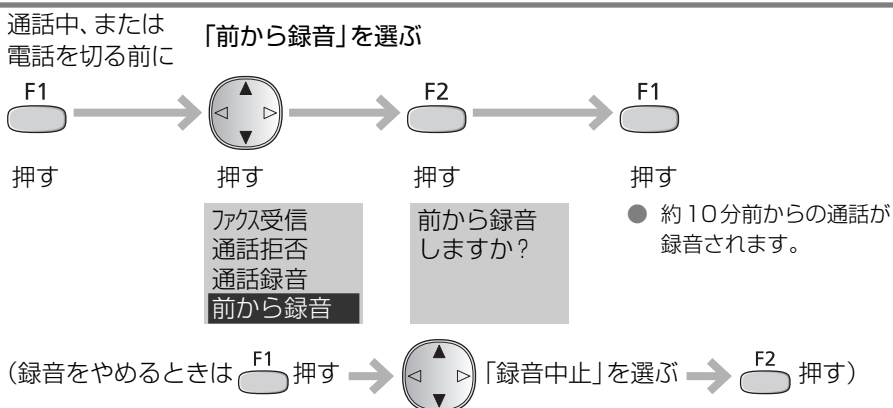 通話中、または
電話を切る前に
「前から録音」を選ぶ
F1
F2
F1
押す
押す
押す
押す
ファクス受信
通話拒否
通話録音
前から録音
前から録音
しますか?
● 約10分前からの通話が
録音されます。
(録音をやめるときは F1 押す 「録音中止」を選ぶ F2 押す)